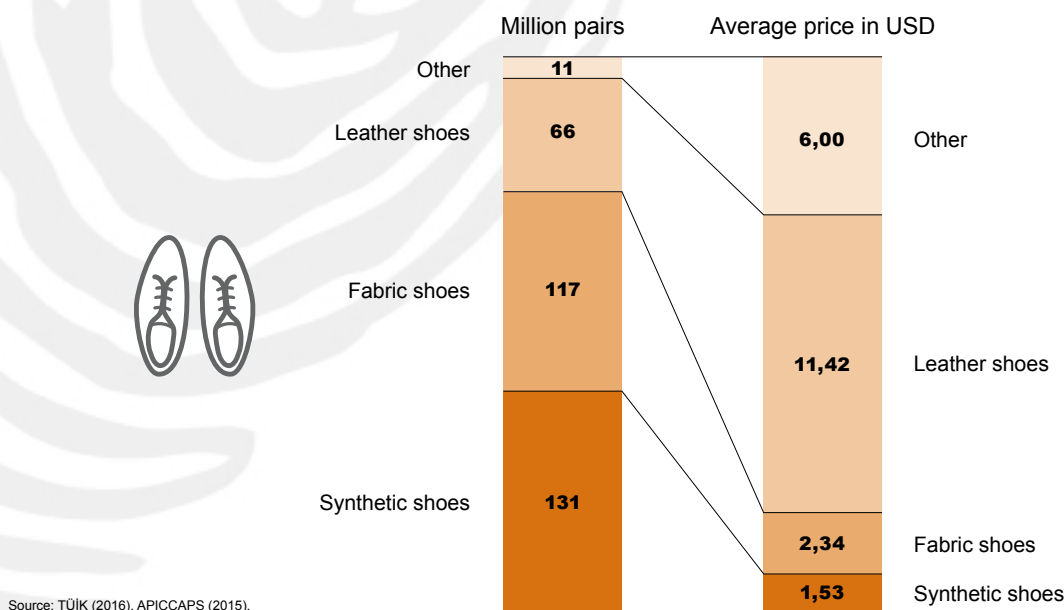 Million pairs
Average price in USD
Other
11
6,00
Other
Leather shoes
66
11,42
Leather shoes
Fabric shoes
117
2,34
Fabric shoes
Synthetic shoes
131
1,53
Synthetic shoes
Source: TÜİK (2016), APICCAPS (2015).